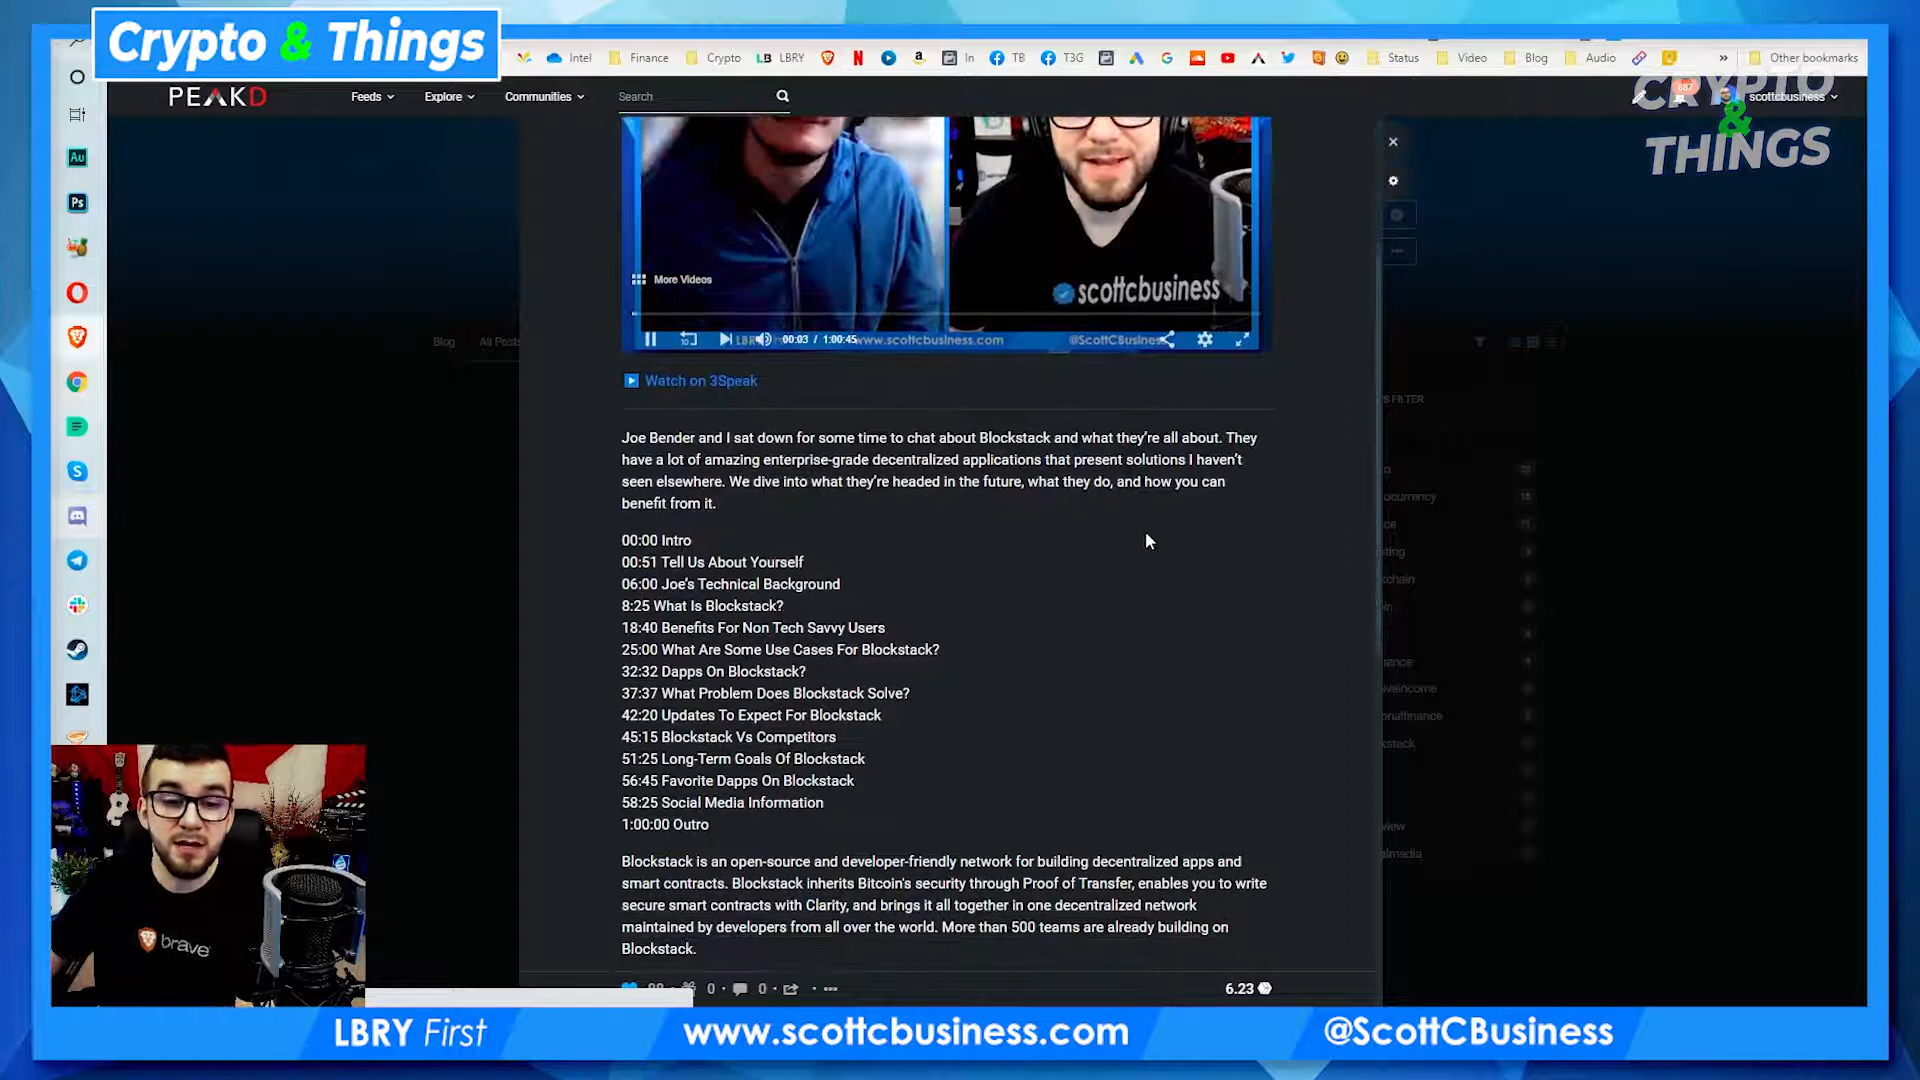 Crypto & Things
Intel
Finance
Crypto
LB LBRY
In
TB
T3G
Status
Video
Blog
Audio
»
Other bookmarks
PEAKD
Feeds
Explore
Communities
Search
scottcbusiness
CRYPTO
&
THINGS
Au
Ps
More Videos
scottcbusiness
00:03 / 1:00:45
www.scottcbusiness.com
@ScottCBusiness
Blog
All Posts
Watch on 3Speak
Joe Bender and I sat down for some time to chat about Blockstack and what they're all about. They
have a lot of amazing enterprise-grade decentralized applications that present solutions I haven't
seen elsewhere. We dive into what they're headed in the future, what they do, and how you can
benefit from it.
00:00 Intro
00:51 Tell Us About Yourself
06:00 Joe's Technical Background
8:25 What Is Blockstack?
18:40 Benefits For Non Tech Savvy Users
25:00 What Are Some Use Cases For Blockstack?
32:32 Dapps On Blockstack?
37:37 What Problem Does Blockstack Solve?
42:20 Updates To Expect For Blockstack
45:15 Blockstack Vs Competitors
51:25 Long-Term Goals Of Blockstack
56:45 Favorite Dapps On Blockstack
58:25 Social Media Information
1:00:00 Outro
Blockstack is an open-source and developer-friendly network for building decentralized apps and
smart contracts. Blockstack inherits Bitcoin's security through Proof of Transfer, enables you to write
secure smart contracts with Clarity, and brings it all together in one decentralized network
maintained by developers from all over the world. More than 500 teams are already building on
Blockstack.
0
0
6.23
brave
LBRY First
www.scottcbusiness.com
@ScottCBusiness